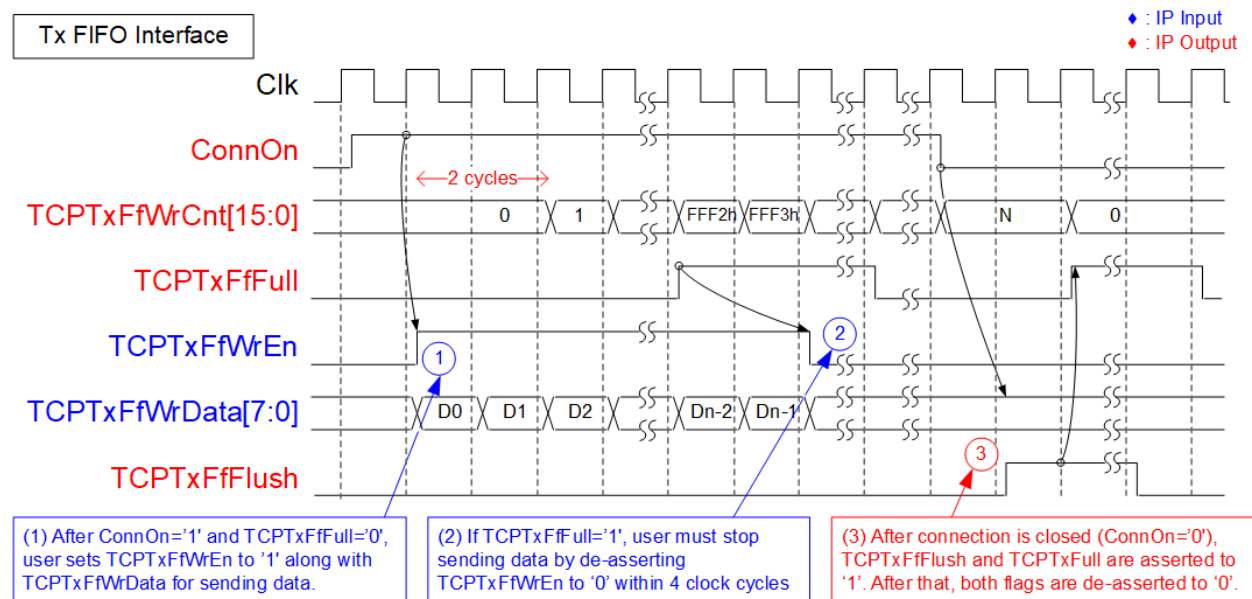 Tx FIFO Interface
♦ : IP Input
♦ : IP Output
Clk
ConnOn
2 cycles
TCPTxFfWrCnt[15:0]
0
1
FFF2h
FFF3h
N
0
TCPTxFfFull
TCPTxFfWrEn
1
2
TCPTxFfWrData[7:0]
D0
D1
D2
Dn-2
Dn-1
3
TCPTxFfFlush
(1) After ConnOn='1' and TCPTxFfFull='0',
user sets TCPTxFfWrEn to '1' along with
TCPTxFfWrData for sending data.
(2) If TCPTxFfFull='1', user must stop
sending data by de-asserting
TCPTxFfWrEn to ‘0’ within 4 clock cycles
(3) After connection is closed (ConnOn='0'),
TCPTxFfFlush and TCPTxFull are asserted to
‘1’. After that, both flags are de-asserted to ‘0’.